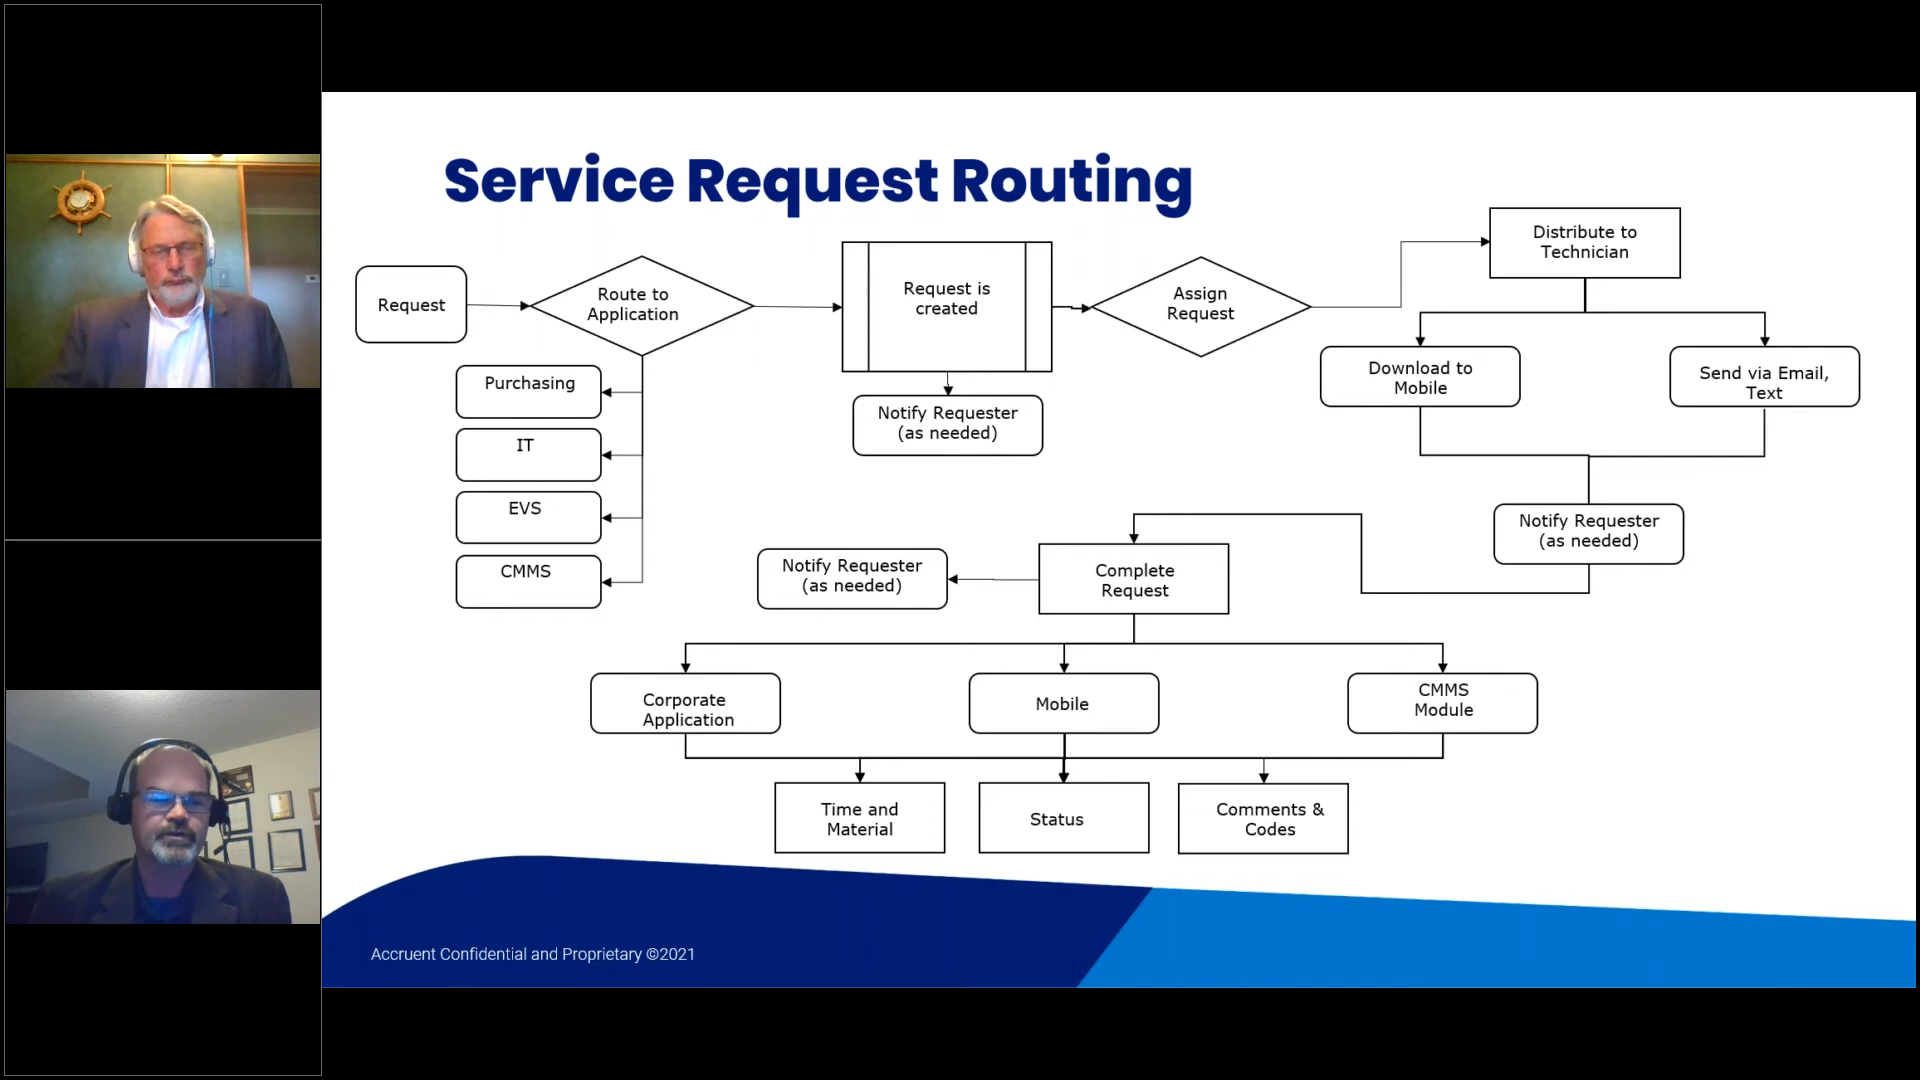 Service Request Routing
Request
Route to
Application
Request is
created
Assign
Request
Distribute to
Technician
Purchasing
IT
EVS
CMMS
Notify Requester
(as needed)
Download to
Mobile
Send via Email,
Text
Notify Requester
(as needed)
Notify Requester
(as needed)
Complete
Request
Corporate
Application
Mobile
CMMS
Module
Time and
Material
Status
Comments &
Codes
Accruent Confidential and Proprietary ©2021